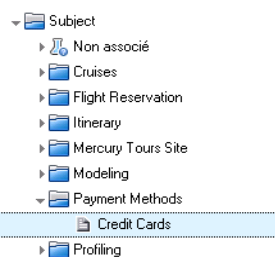 Subject
Non associé
Cruises
Flight Reservation
Itinerary
Mercury Tours Site
Modeling
Payment Methods
Credit Cards
Profiling